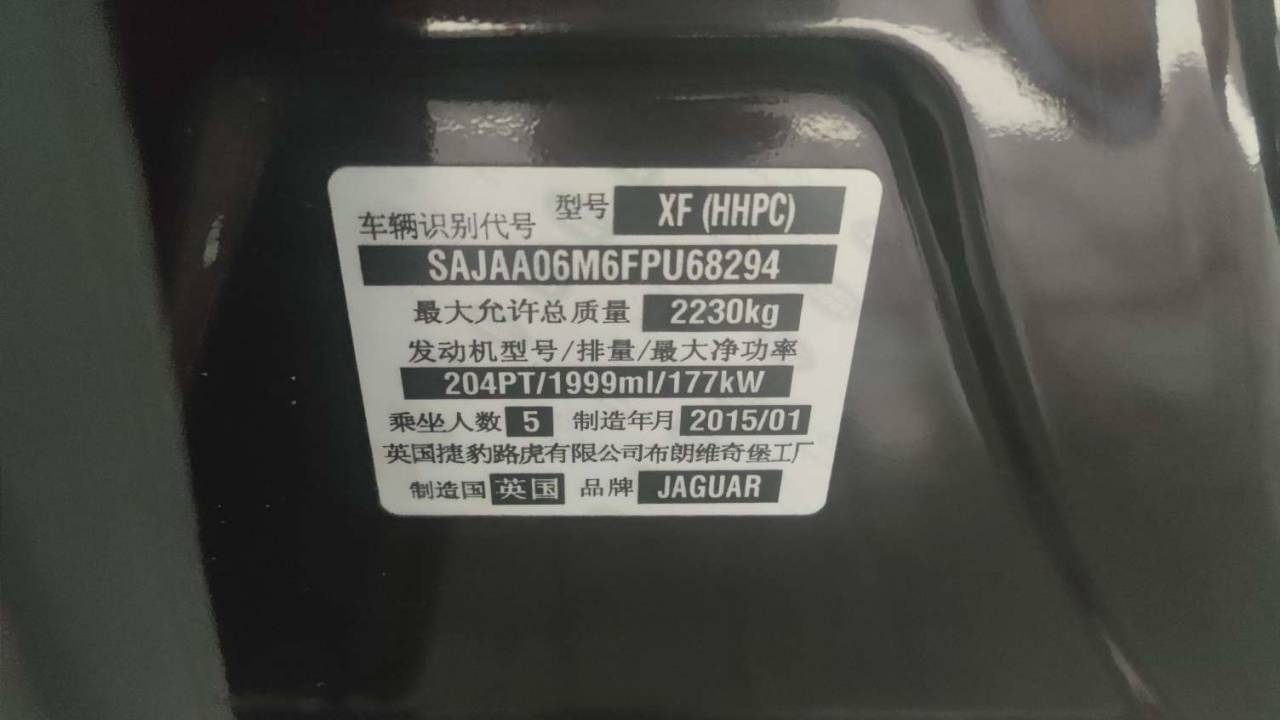 型号 XF (HHPC)
车辆识别代号
SAJAA06M6FPU68294
最大允许总质量 2230kg
发动机型号/排量/最大净功率
204PT/1999ml/177kW
乘坐人数 5 制造年月 2015/01
英国捷豹路虎有限公司布朗维奇堡工厂
制造国 英国 品牌 JAGUAR